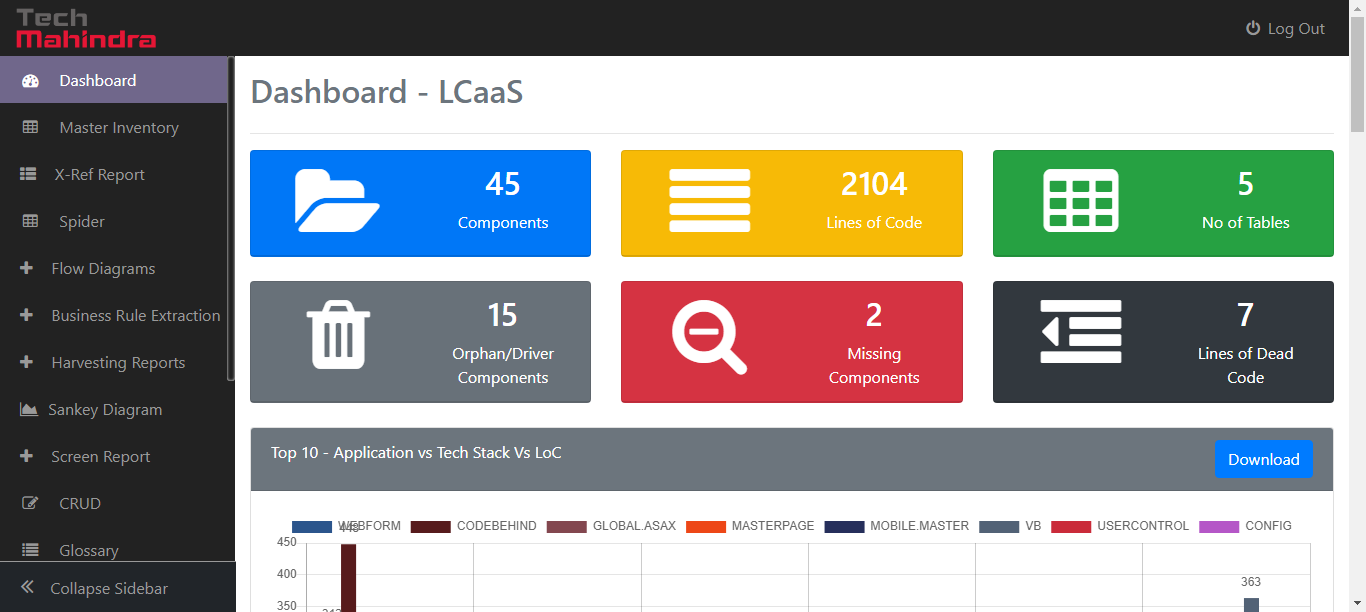 Tech
Mahindra
Log Out
Dashboard
Master Inventory
X-Ref Report
Spider
Flow Diagrams
Business Rule Extraction
Harvesting Reports
Sankey Diagram
Screen Report
CRUD
Glossary
Collapse Sidebar
Dashboard - LCaaS
45
Components
2104
Lines of Code
5
No of Tables
15
Orphan/Driver
Components
2
Missing
Components
7
Lines of Dead
Code
Top 10 - Application vs Tech Stack Vs LoC
Download
WEBFORM CODEBEHIND GLOBAL.ASAX MASTERPAGE MOBILE.MASTER VB USERCONTROL CONFIG
450
400
363
350